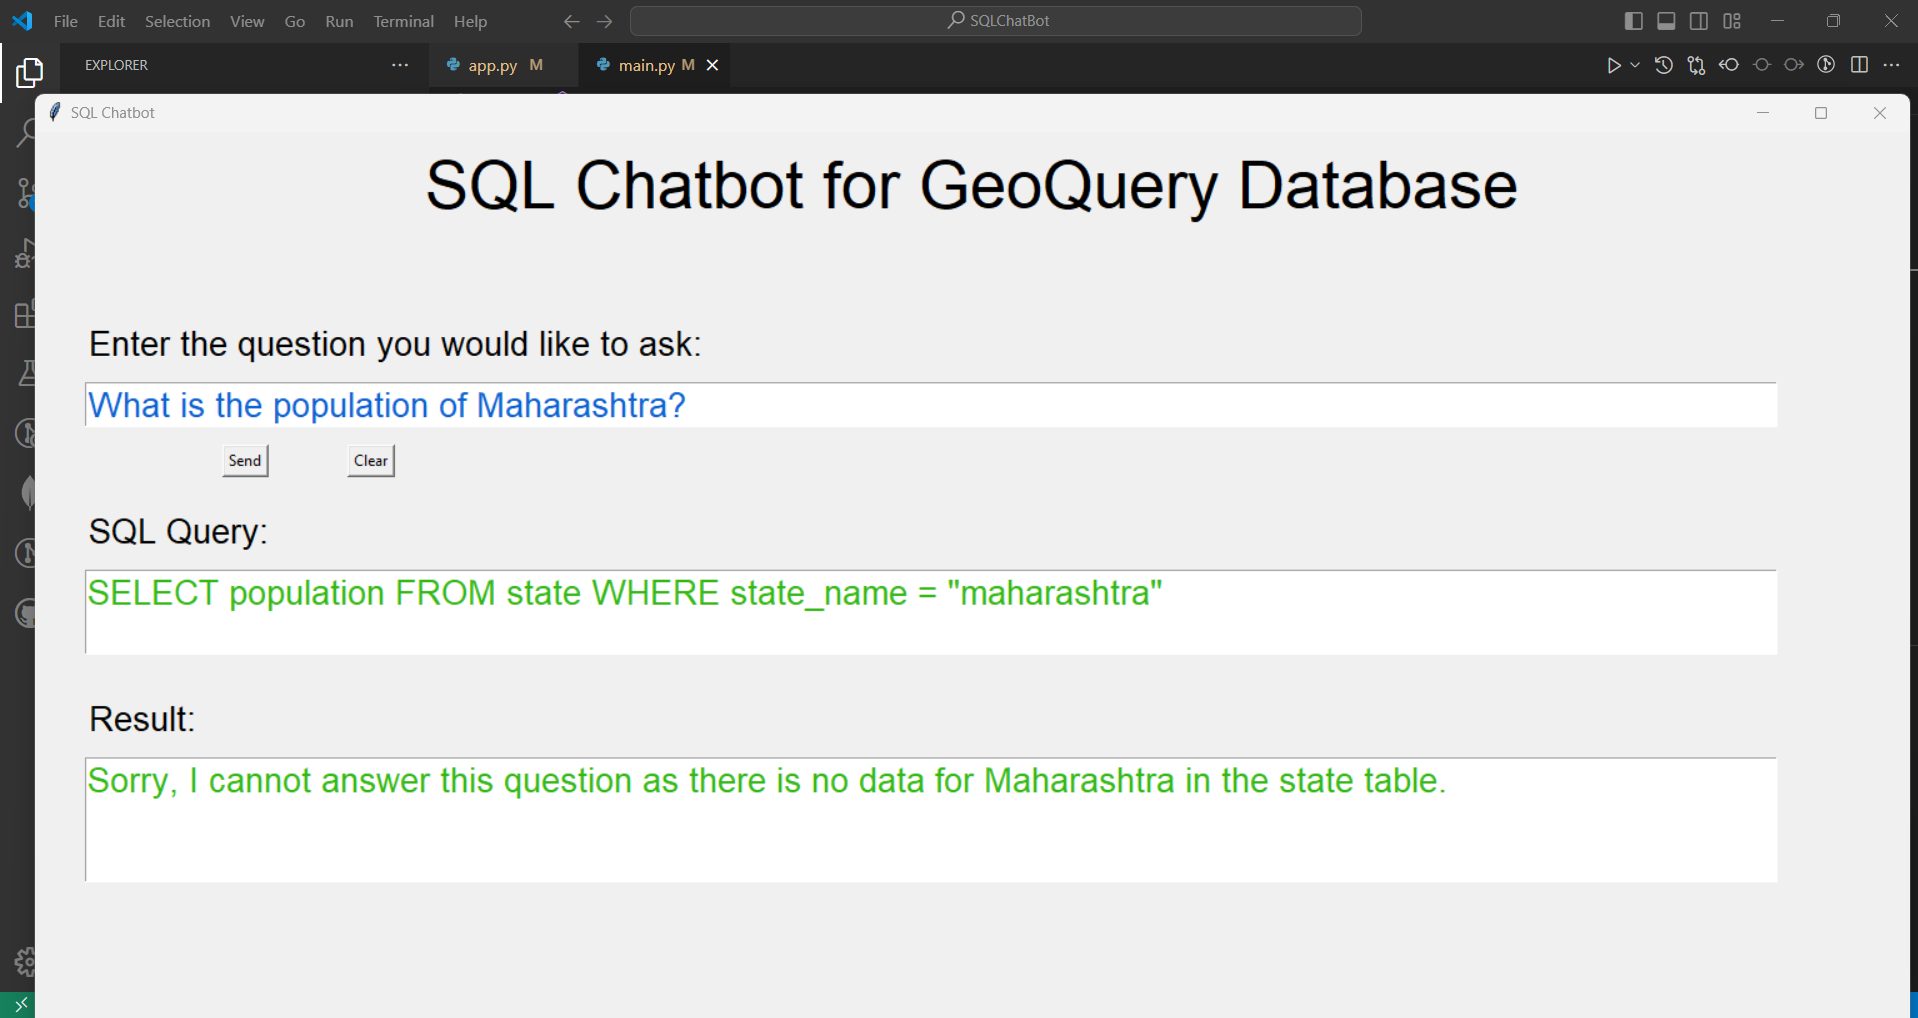 File Edit Selection View Go Run Terminal Help SQLChatBot
EXPLORER app.py M main.py M
SQL Chatbot
SQL Chatbot for GeoQuery Database
Enter the question you would like to ask:
What is the population of Maharashtra?
Send Clear
SQL Query:
SELECT population FROM state WHERE state_name = "maharashtra"
Result:
Sorry, I cannot answer this question as there is no data for Maharashtra in the state table.